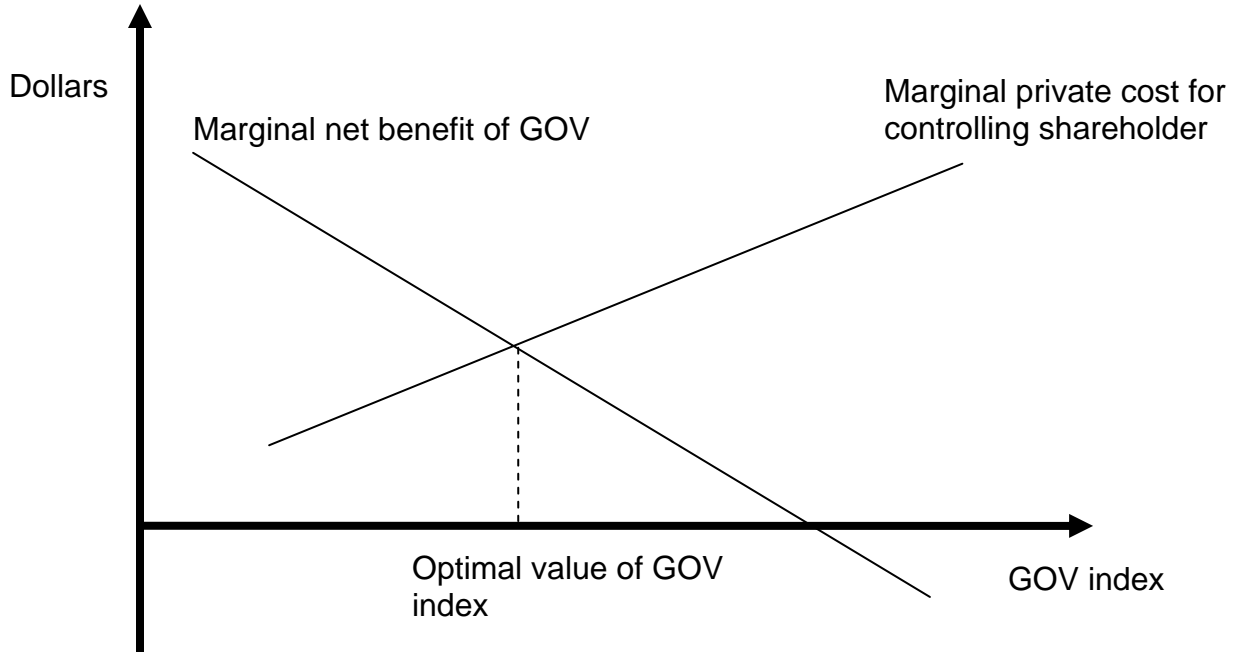 Dollars
Marginal net benefit of GOV
Marginal private cost for
controlling shareholder
Optimal value of GOV
index
GOV index